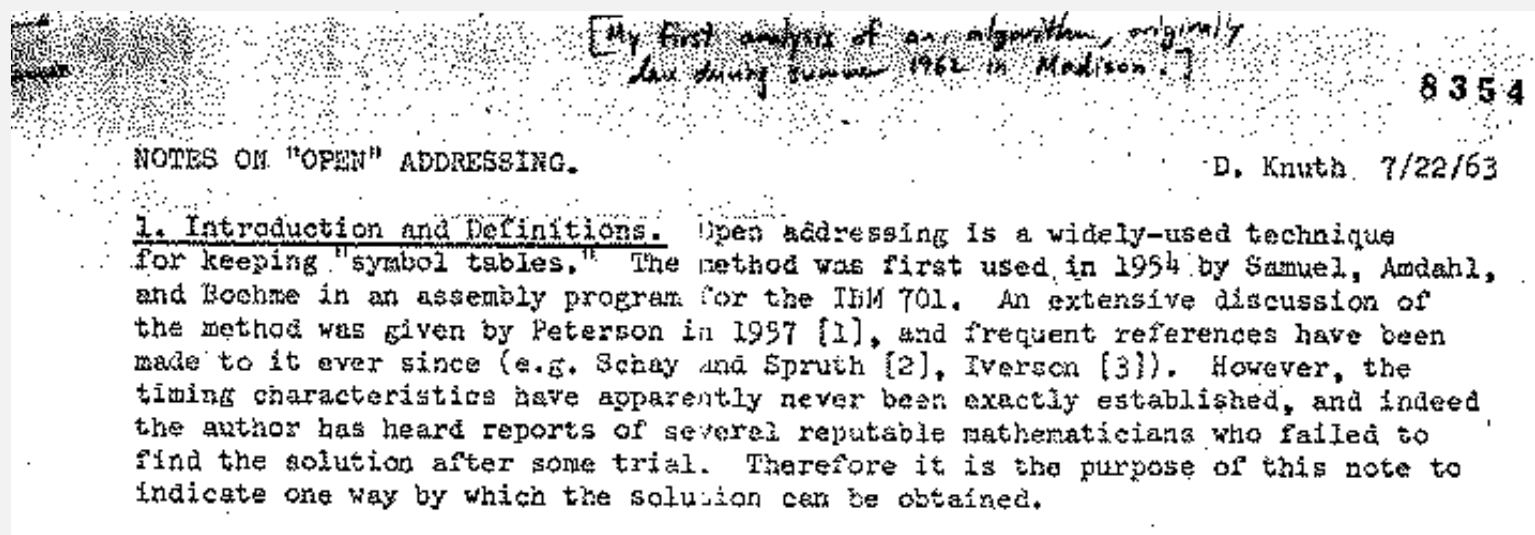 [My first analysis of an algorithm, originally
done during summer 1962 in Madison.]
8354
NOTES ON "OPEN" ADDRESSING.
D. Knuth 7/22/63
1. Introduction and Definitions. Open addressing is a widely-used technique
for keeping "symbol tables." The method was first used in 1954 by Samuel, Amdahl,
and Boehme in an assembly program for the IBM 701. An extensive discussion of
the method was given by Peterson in 1957 [1], and frequent references have been
made to it ever since (e.g. Schay and Spruth [2], Iverson [3]). However, the
timing characteristics have apparently never been exactly established, and indeed
the author has heard reports of several reputable mathematicians who failed to
find the solution after some trial. Therefore it is the purpose of this note to
indicate one way by which the solution can be obtained.